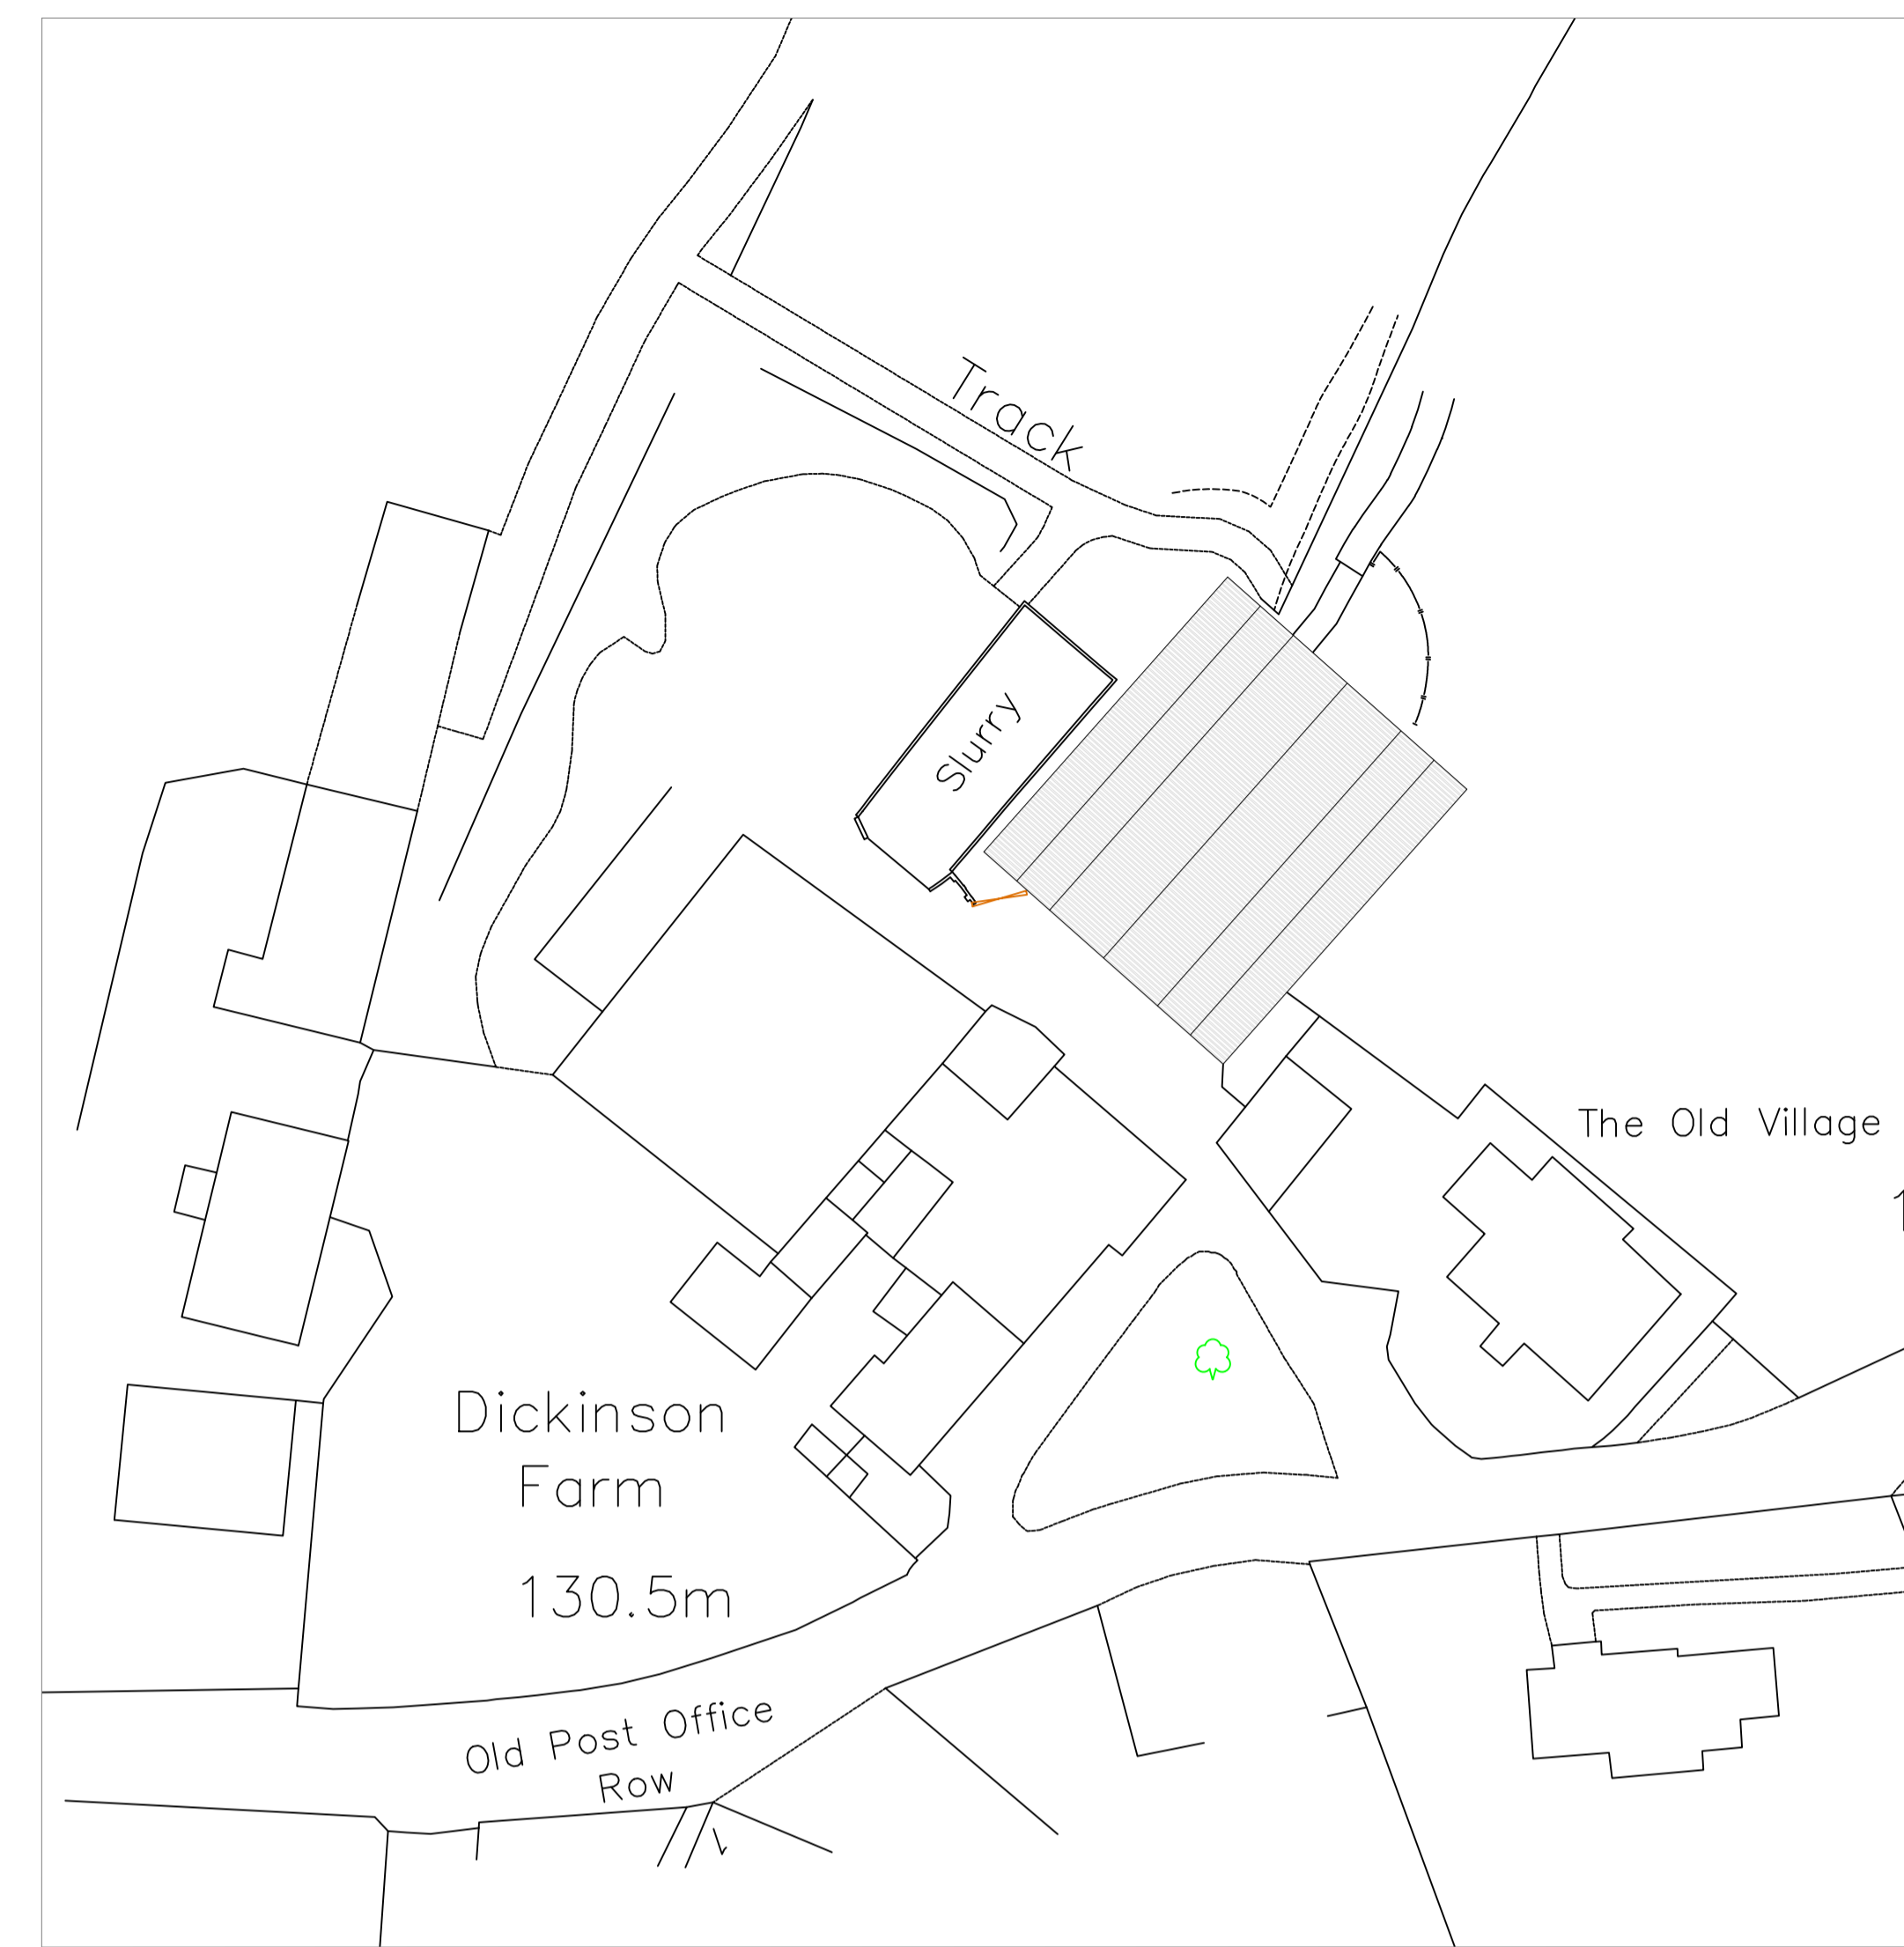 Track
Slurry
The Old Village
Dickinson
Farm
130.5m
Old Post Office
Row